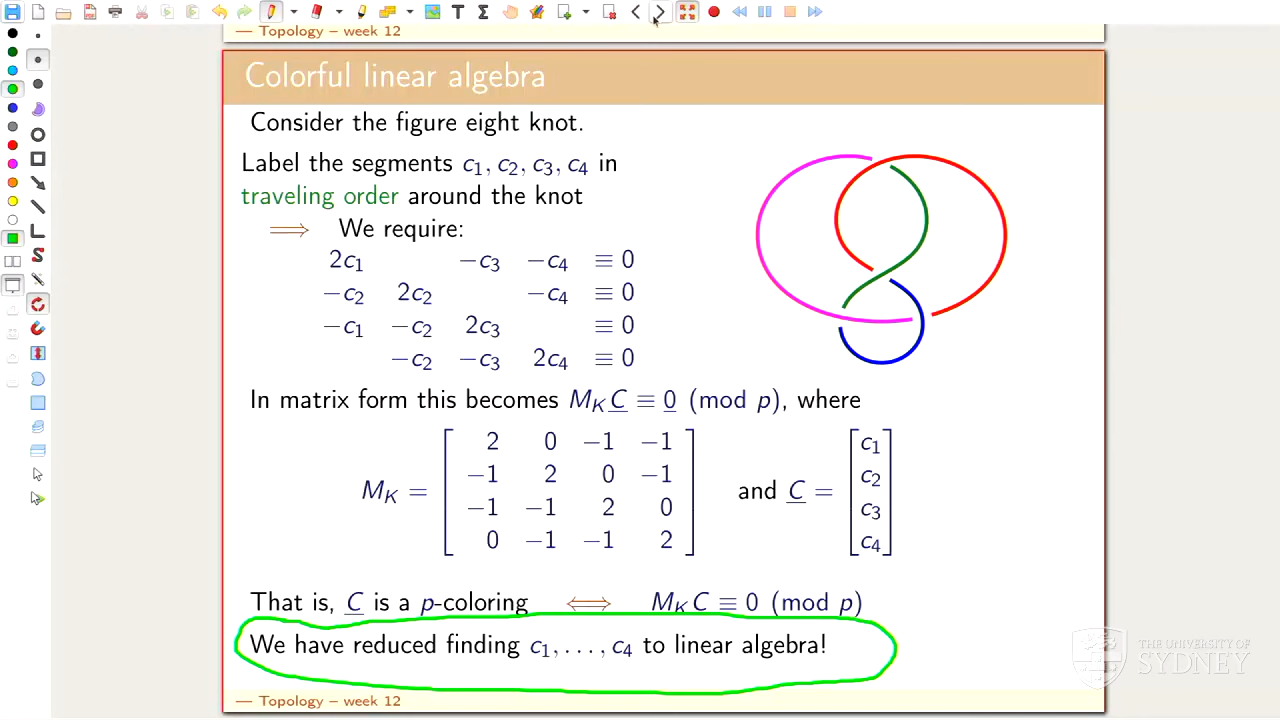 — Topology – week 12
Colorful linear algebra
Consider the figure eight knot.
Label the segments c₁, c₂, c₃, c₄ in
traveling order around the knot
⟹ We require:
2c₁ −c₃ −c₄ ≡ 0
−c₂ 2c₂ −c₄ ≡ 0
−c₁ −c₂ 2c₃ ≡ 0
−c₂ −c₃ 2c₄ ≡ 0
In matrix form this becomes M_K C ≡ 0 (mod p), where
M_K = [ 2 0 −1 −1
−1 2 0 −1
−1 −1 2 0
0 −1 −1 2 ]
and C = [ c₁
c₂
c₃
c₄ ]
That is, C is a p-coloring ⟺ M_K C ≡ 0 (mod p)
We have reduced finding c₁, . . . , c₄ to linear algebra!
THE UNIVERSITY OF
SYDNEY
— Topology – week 12